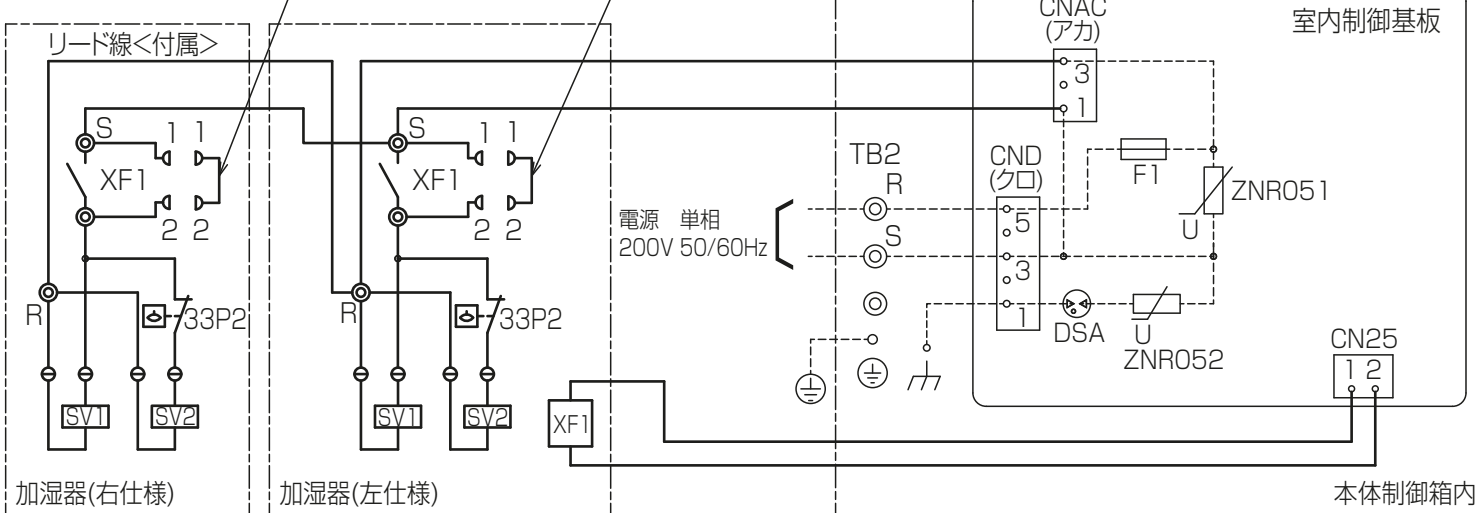 CNAC
(アカ)
室内制御基板
リード線<付属>
3
1
S
1 1
XF1
2 2
R
33P2
SV1
SV2
加湿器(右仕様)
S
1 1
XF1
2 2
R
33P2
SV1
SV2
XF1
加湿器(左仕様)
電源 単相
200V 50/60Hz
TB2
R
S
CND
(クロ)
5
3
1
F1
ZNR051
U
DSA
U
ZNR052
CN25
1 2
本体制御箱内